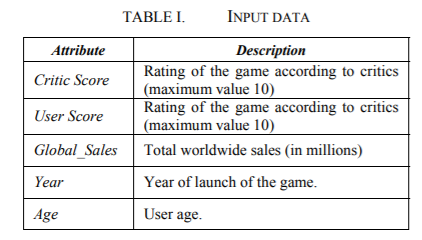 TABLE I. INPUT DATA
Attribute Description
Critic Score Rating of the game according to critics
(maximum value 10)
User Score Rating of the game according to critics
(maximum value 10)
Global_Sales Total worldwide sales (in millions)
Year Year of launch of the game.
Age User age.